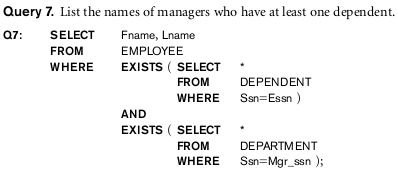 Query 7. List the names of managers who have at least one dependent.
Q7: SELECT Fname, Lname
FROM EMPLOYEE
WHERE EXISTS ( SELECT *
FROM DEPENDENT
WHERE Ssn=Essn )
AND
EXISTS ( SELECT *
FROM DEPARTMENT
WHERE Ssn=Mgr_ssn );